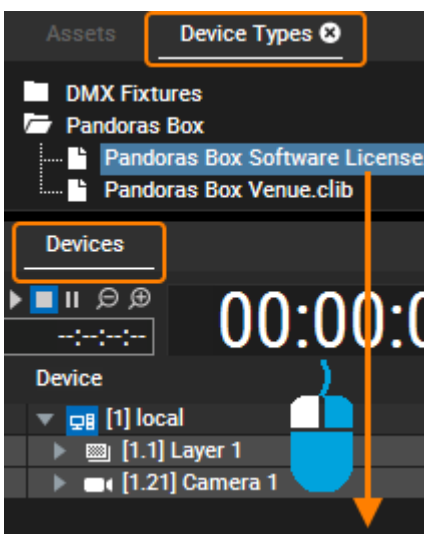 Assets Device Types
DMX Fixtures
Pandoras Box
Pandoras Box Software License
Pandoras Box Venue.clib
Devices
--:--:--:--
00:00:0
Device
[1] local
[1.1] Layer 1
[1.21] Camera 1